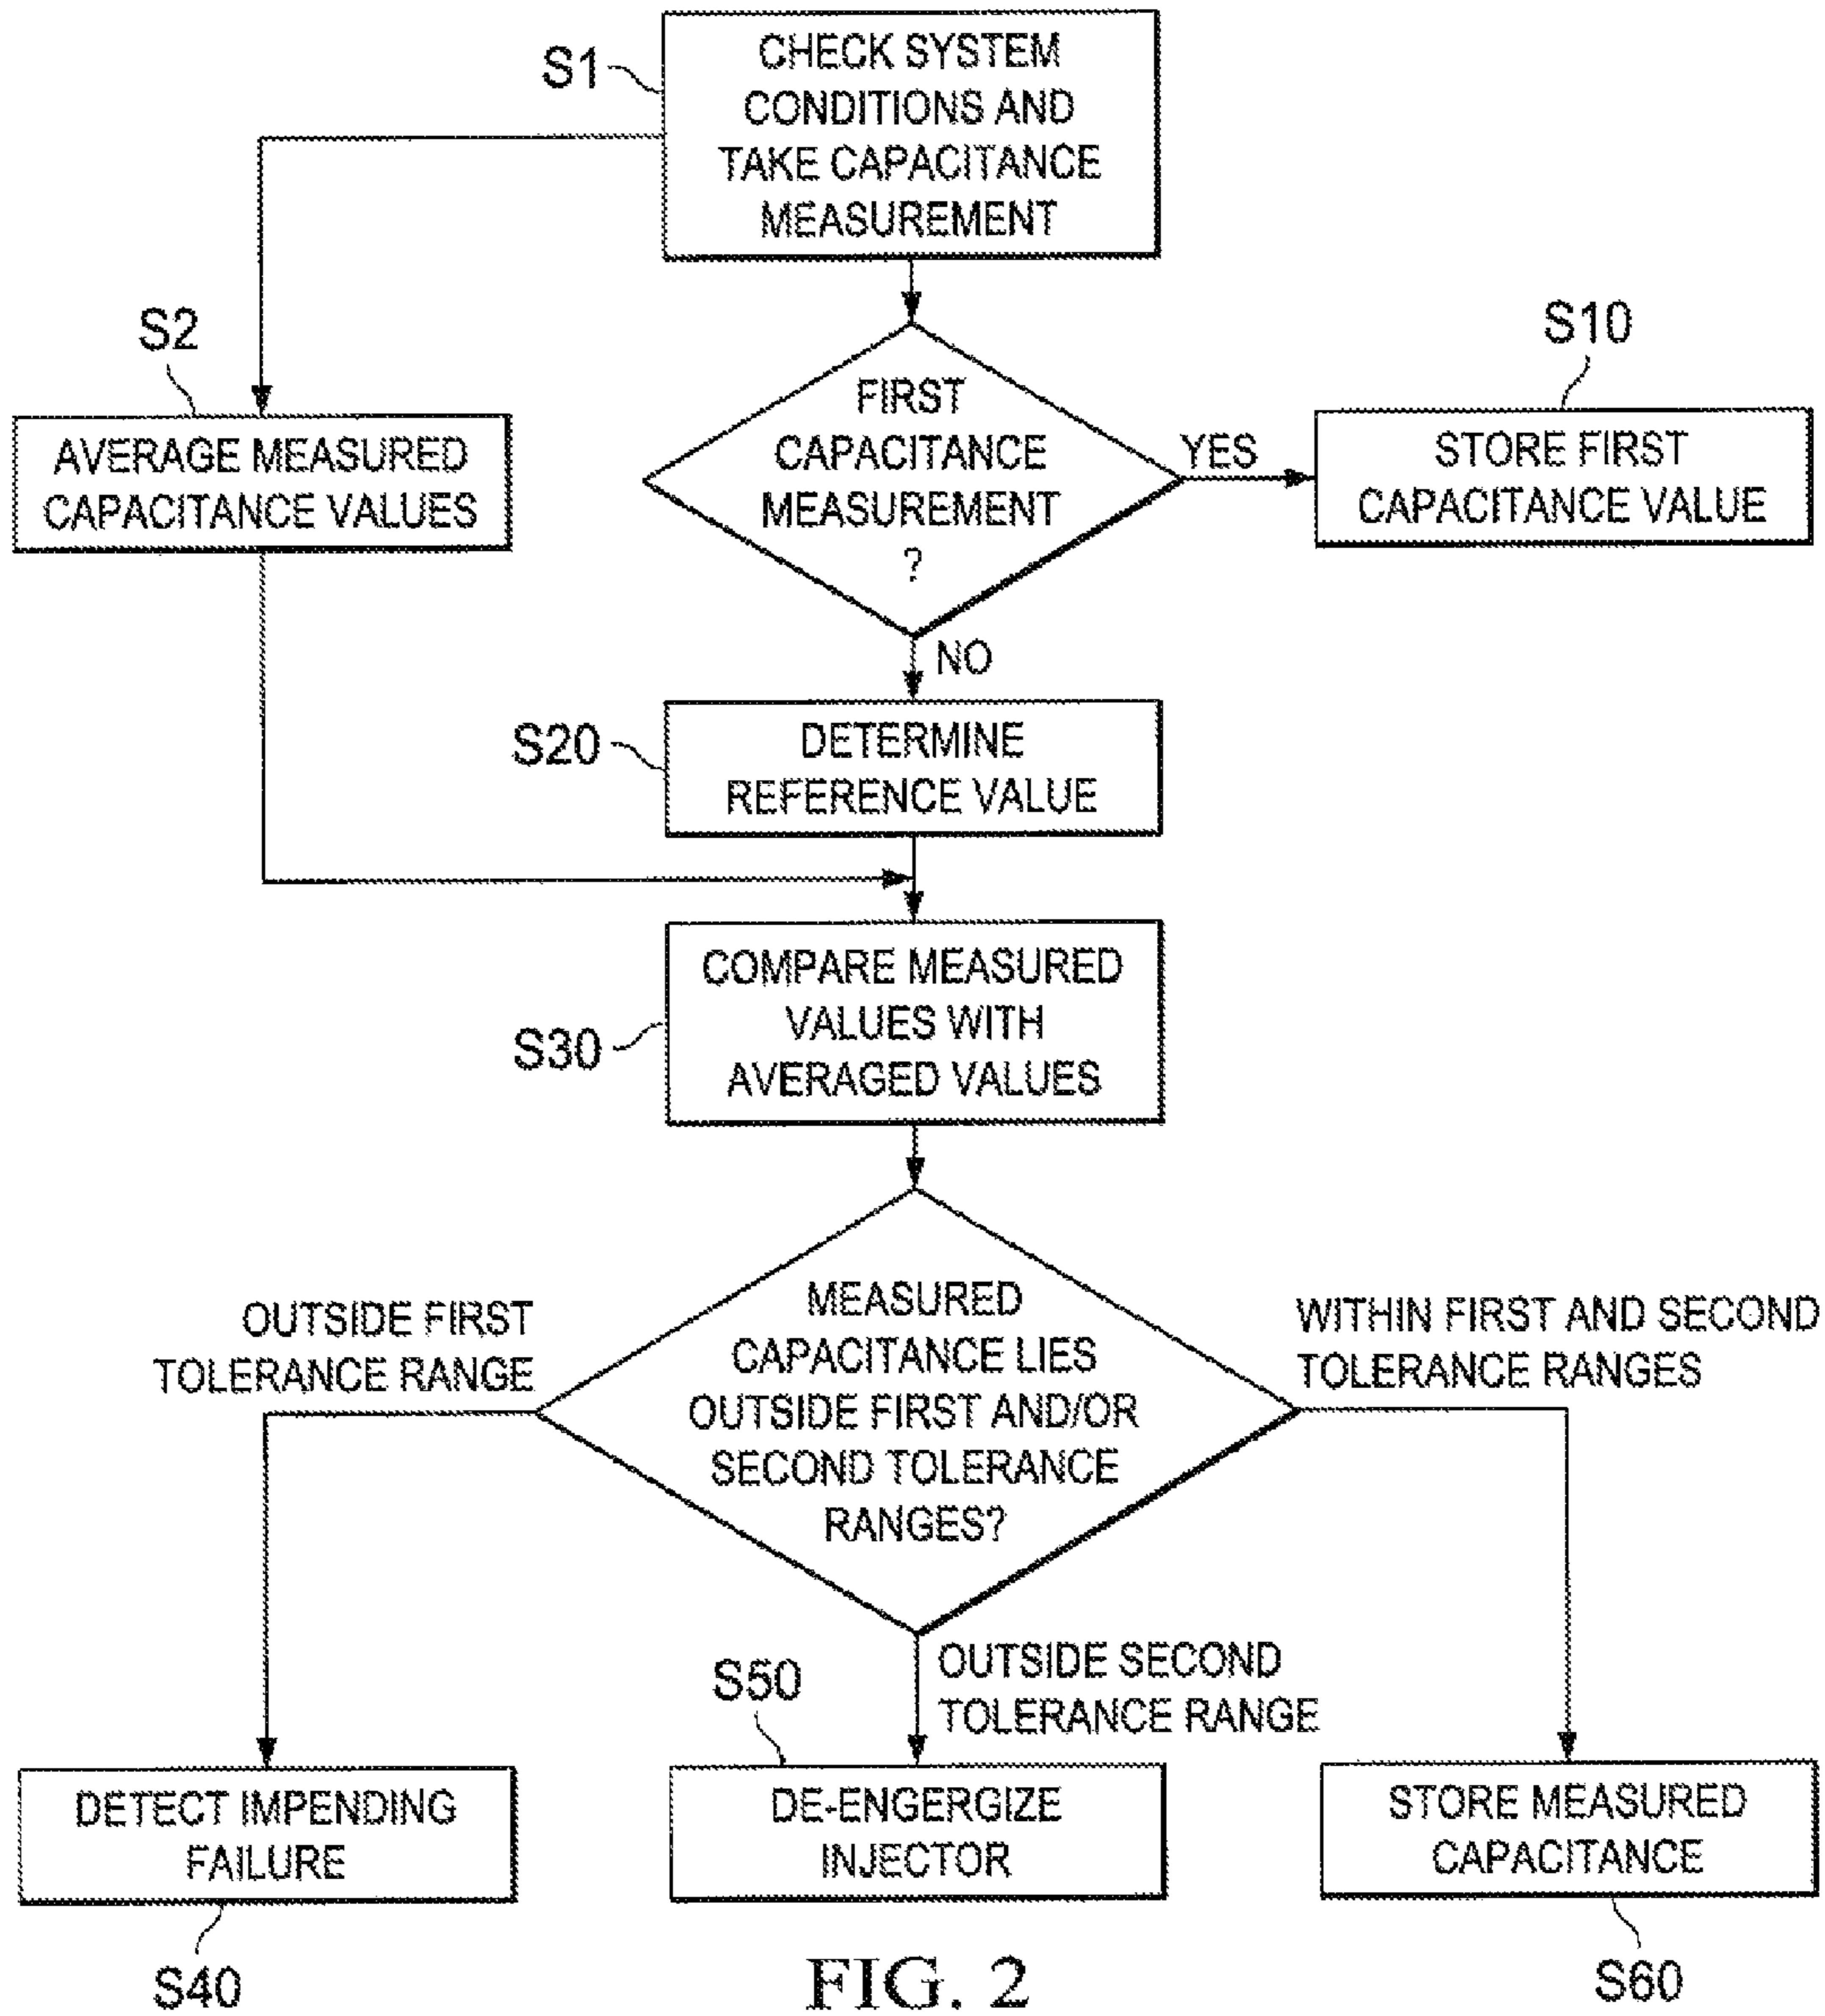 S1
CHECK SYSTEM
CONDITIONS AND
TAKE CAPACITANCE
MEASUREMENT
S2
AVERAGE MEASURED
CAPACITANCE VALUES
FIRST
CAPACITANCE
MEASUREMENT
?
YES
S10
STORE FIRST
CAPACITANCE VALUE
NO
S20
DETERMINE
REFERENCE VALUE
S30
COMPARE MEASURED
VALUES WITH
AVERAGED VALUES
MEASURED
CAPACITANCE LIES
OUTSIDE FIRST AND/OR
SECOND TOLERANCE
RANGES?
OUTSIDE FIRST
TOLERANCE RANGE
WITHIN FIRST AND SECOND
TOLERANCE RANGES
OUTSIDE SECOND
TOLERANCE RANGE
DETECT IMPENDING
FAILURE
S40
S50
DE-ENGERGIZE
INJECTOR
STORE MEASURED
CAPACITANCE
S60
FIG. 2